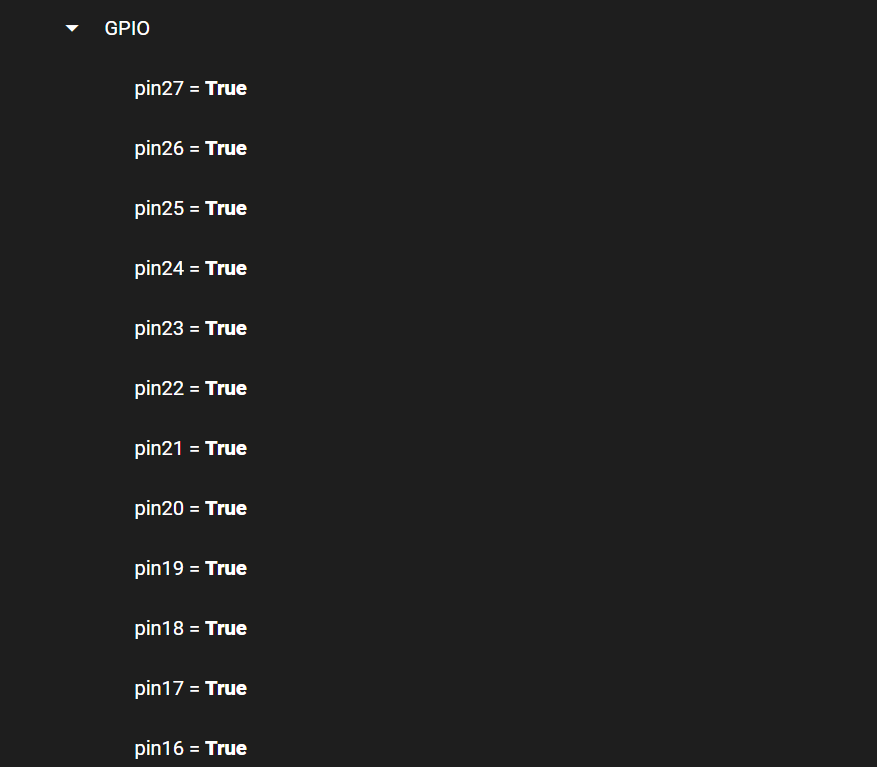 GPIO
pin27 = True
pin26 = True
pin25 = True
pin24 = True
pin23 = True
pin22 = True
pin21 = True
pin20 = True
pin19 = True
pin18 = True
pin17 = True
pin16 = True